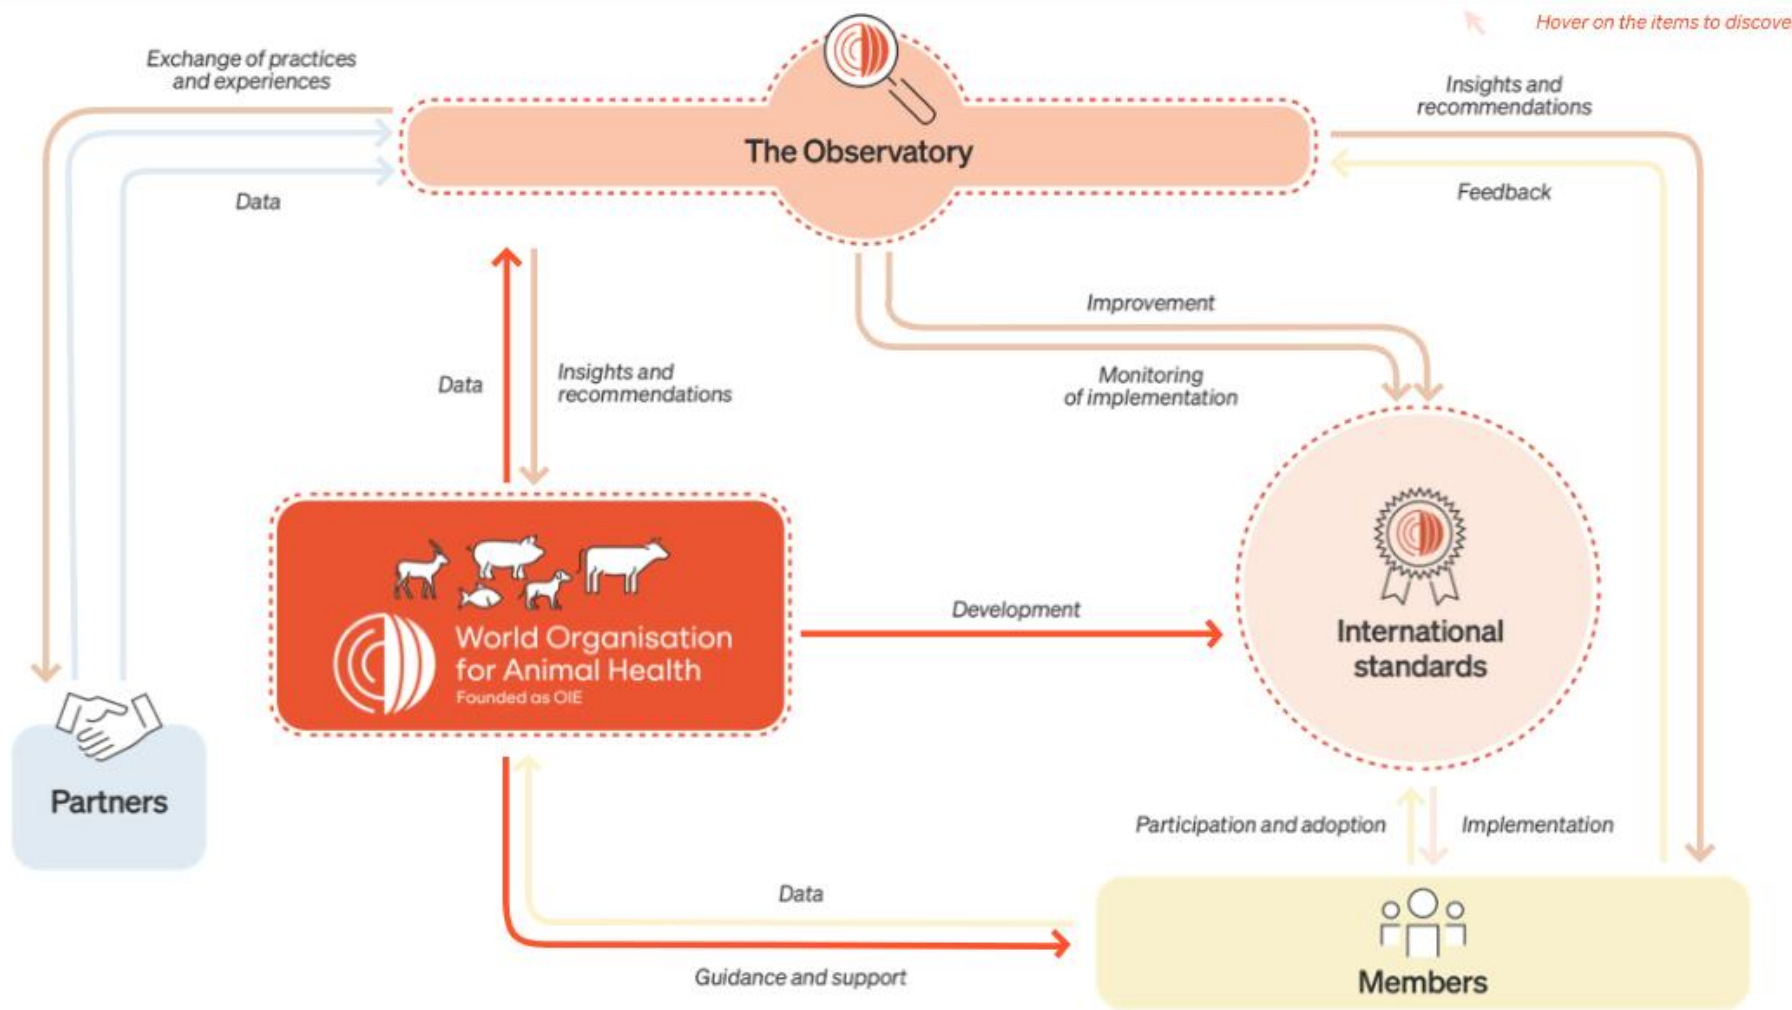 Hover on the items to discove
Exchange of practices
and experiences
Insights and
recommendations
The Observatory
Data
Feedback
Improvement
Data
Insights and
recommendations
Monitoring
of implementation
Development
World Organisation
for Animal Health
Founded as OIE
International
standards
Partners
Participation and adoption
Implementation
Data
Guidance and support
Members